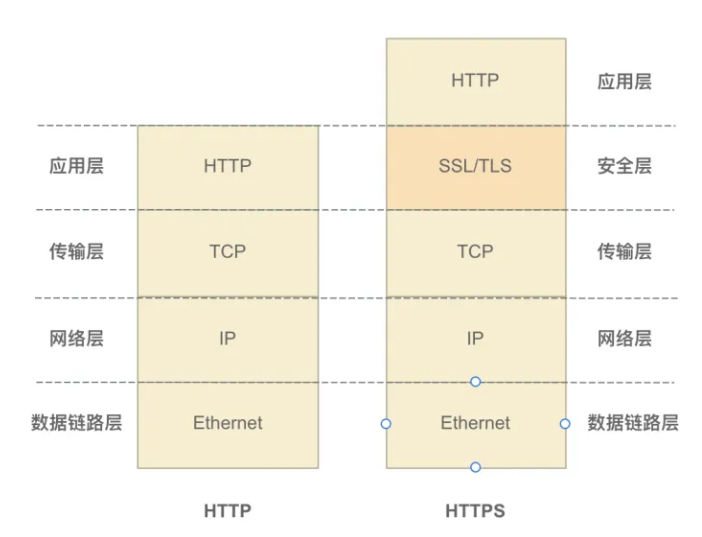 HTTP 应用层
应用层 HTTP SSL/TLS 安全层
传输层 TCP TCP 传输层
网络层 IP IP 网络层
数据链路层 Ethernet Ethernet 数据链路层
HTTP HTTPS